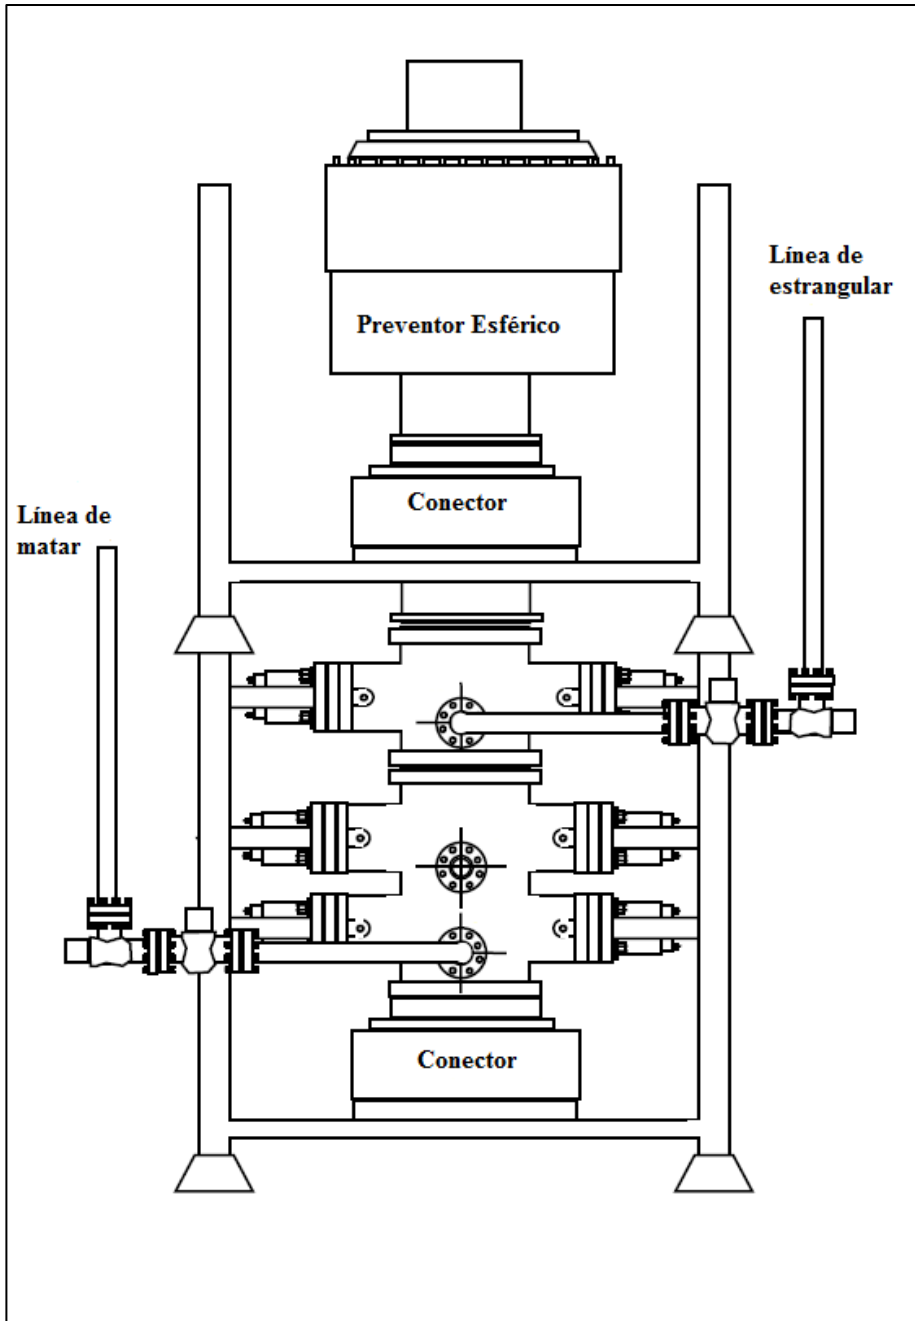 Línea de
estrangular
Preventor Esférico
Conector
Línea de
matar
Conector